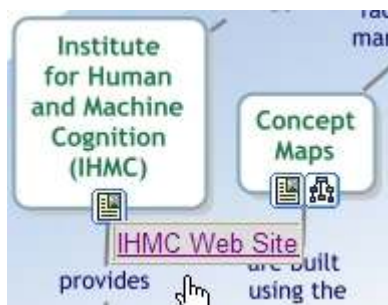 Institute
for Human
and Machine
Cognition
(IHMC)
Concept
Maps
IHMC Web Site
provides
are built
using the